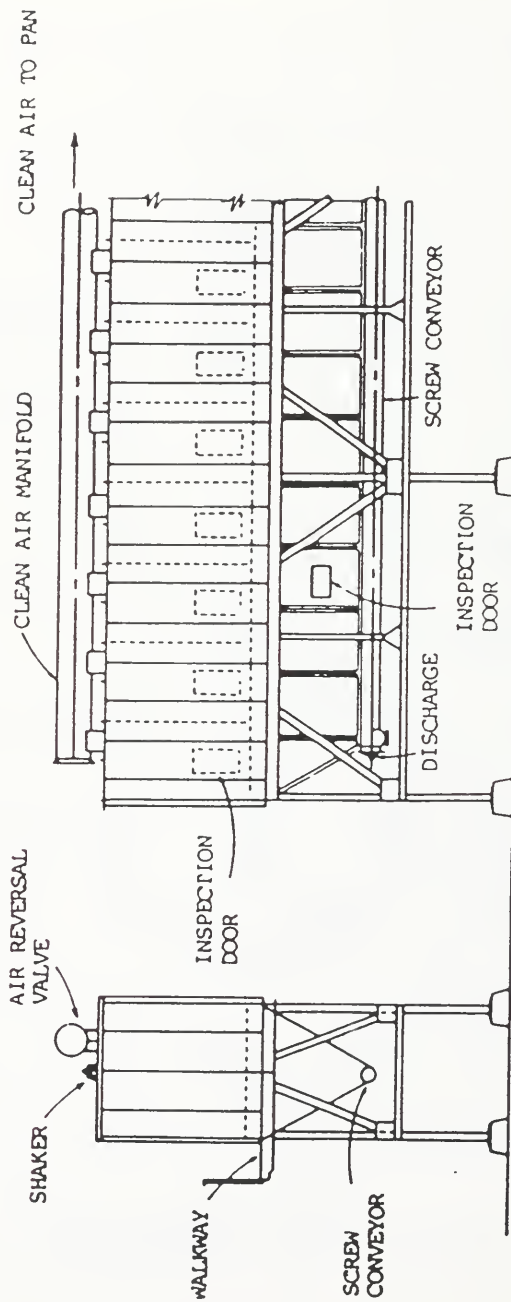 CLEAN AIR TO PAN
CLEAN AIR MANIFOLD
AIR REVERSAL
VALVE
SHAKER
INSPECTION
DOOR
WALKWAY
SCREW
CONVEYOR
DISCHARGE
INSPECTION
DOOR
SCREW CONVEYOR